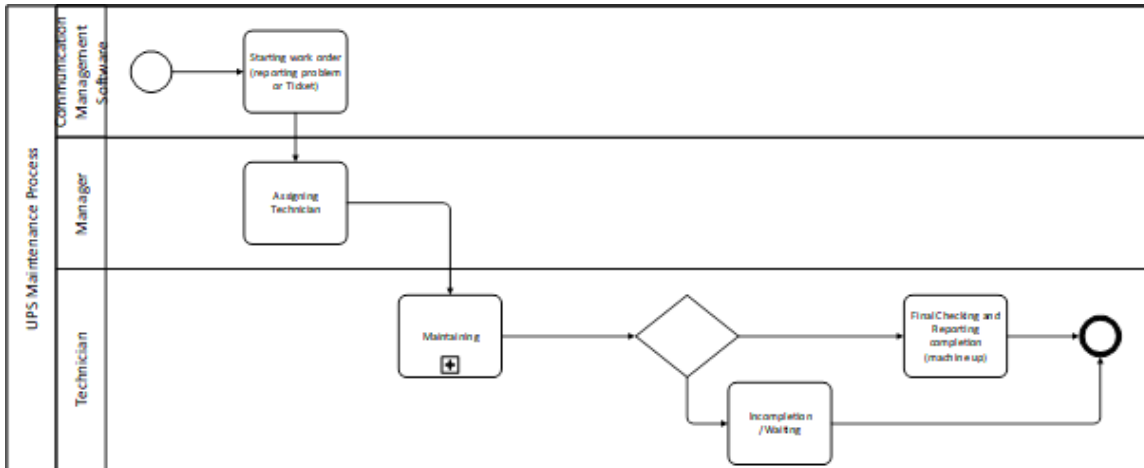 UPS Maintenance Process
Communication
Management
Software
Starting work order
(reporting problem
or Ticket)
Manager
Assigning
Technician
Technician
Maintaining
Final Checking and
Reporting
completion
(machine up)
Incompletion
/Waiting